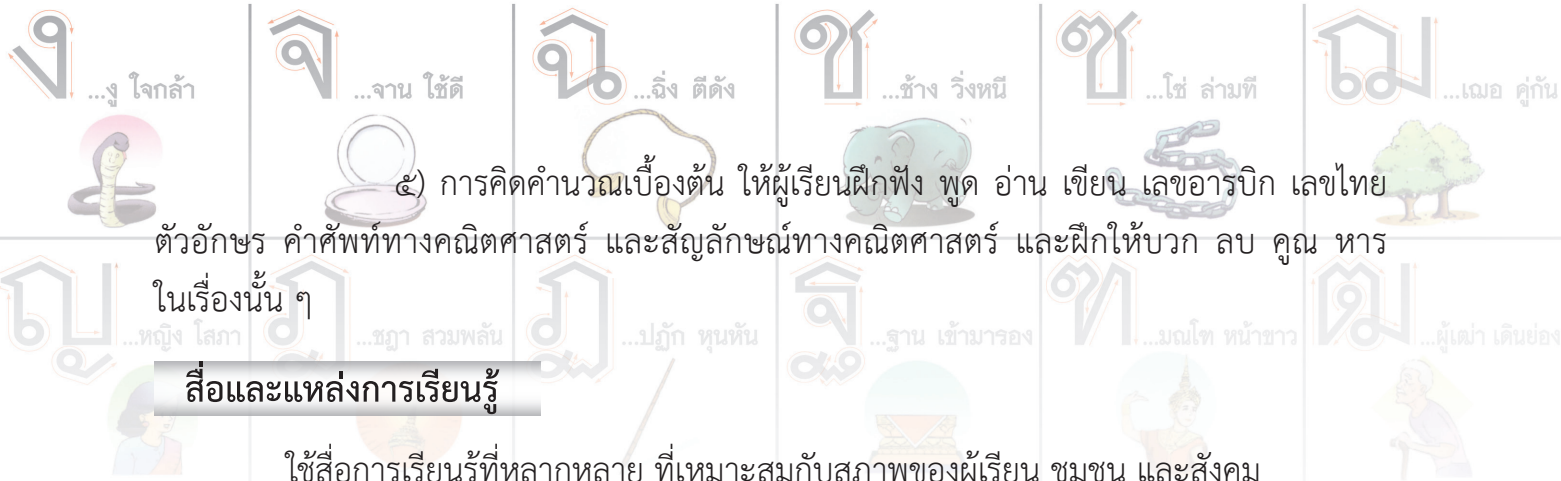 ง ...งู ใจกล้า
จ ...จาน ใช้ดี
ฉ ...ฉิ่ง ตีดัง
ช ...ช้าง วิ่งหนี
ซ ...โซ่ ล่ามที
ฌ ...เฌอ คู่กัน
๕) การคิดคำนวณเบื้องต้น ให้ผู้เรียนฝึกฟัง พูด อ่าน เขียน เลขอารบิก เลขไทย
ตัวอักษร คำศัพท์ทางคณิตศาสตร์ และสัญลักษณ์ทางคณิตศาสตร์ และฝึกให้บวก ลบ คูณ หาร
ในเรื่องนั้น ๆ
ญ ...หญิง โสภา
ฎ ...ชฎา สวมพลัน
ฏ ...ปฏัก หุนหัน
ฐ ...ฐาน เข้ามารอง
ฑ ...มณโฑ หน้าขาว
ฒ ...ผู้เฒ่า เดินย่อง
สื่อและแหล่งการเรียนรู้
ใช้สื่อการเรียนรู้ที่หลากหลาย ที่เหมาะสมกับสภาพของผู้เรียน ชุมชน และสังคม